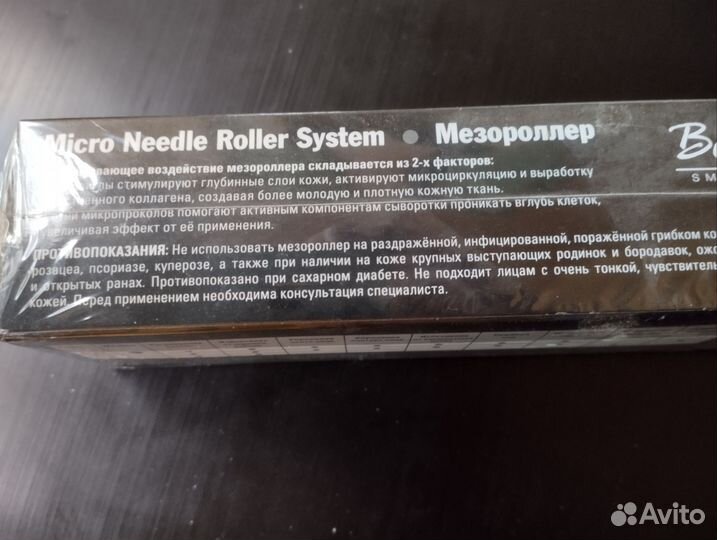 Micro Needle Roller System • Мезороллер
воздействие мезороллера складывается из 2-х факторов:
стимулируют глубинные слои кожи, активируют микроциркуляцию и выработку
коллагена, создавая более молодую и плотную кожную ткань.
микропроколов помогают активным компонентам сыворотки проникать вглубь клеток,
увеличивая эффект от её применения.
ПРОТИВОПОКАЗАНИЯ: Не использовать мезороллер на раздражённой, инфицированной, поражённой грибком ко
розацеа, псориазе, куперозе, а также при наличии на коже крупных выступающих родинок и бородавок, ожо
и открытых ранах. Противопоказано при сахарном диабете. Не подходит лицам с очень тонкой, чувствител
кожей. Перед применением необходима консультация специалиста.
Avito